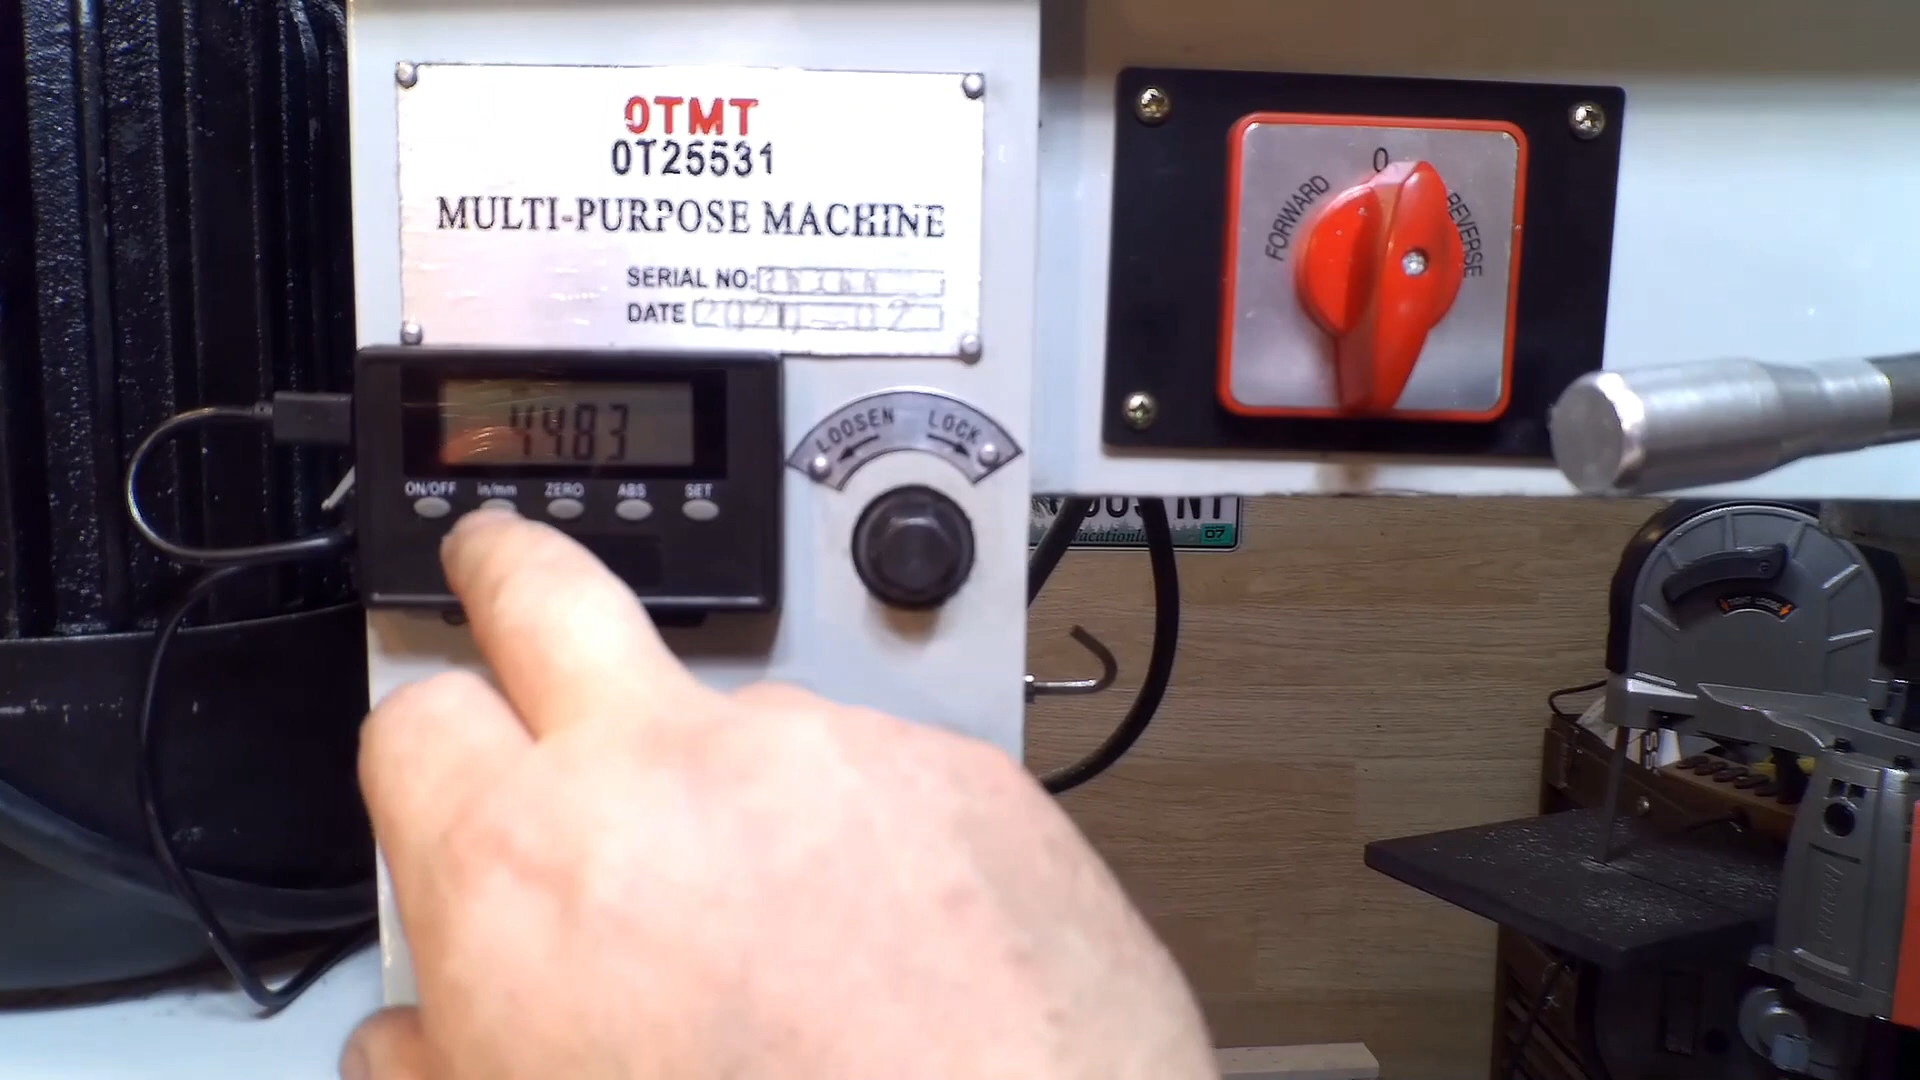 OTMT
OT25531
MULTI-PURPOSE MACHINE
SERIAL NO:
DATE
ON/OFF in/mm ZERO ABS SET
LOOSEN LOCK
0
FORWARD
REVERSE
07